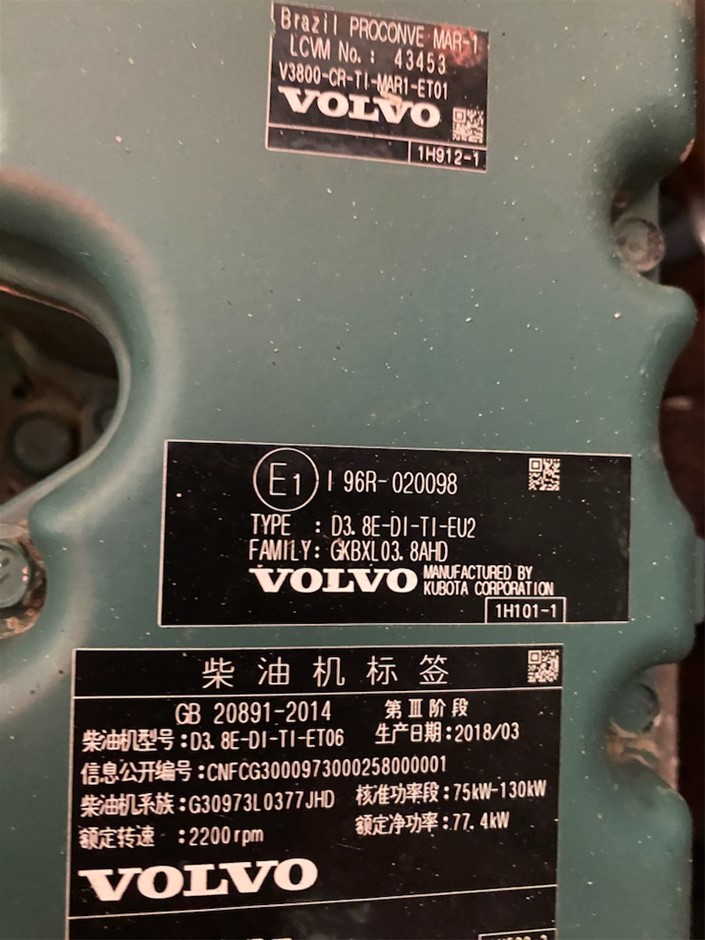 Brazil PROCONVE MAR-1
LCVM No.: 43453
V3800-CR-TI-MAR1-ET01
VOLVO
1H912-1
E1 I 96R-020098
TYPE : D3.8E-DI-TI-EU2
FAMILY: GKBXL03.8AHD
VOLVO MANUFACTURED BY
KUBOTA CORPORATION
1H101-1
柴油机标签
GB 20891-2014 第Ⅲ阶段
柴油机型号:D3.8E-DI-TI-ET06 生产日期:2018/03
信息公开编号:CNFCG3000973000258000001
柴油机系族:G30973L0377JHD 核准功率段:75kW-130kW
额定转速 :2200rpm 额定净功率:77.4kW
VOLVO